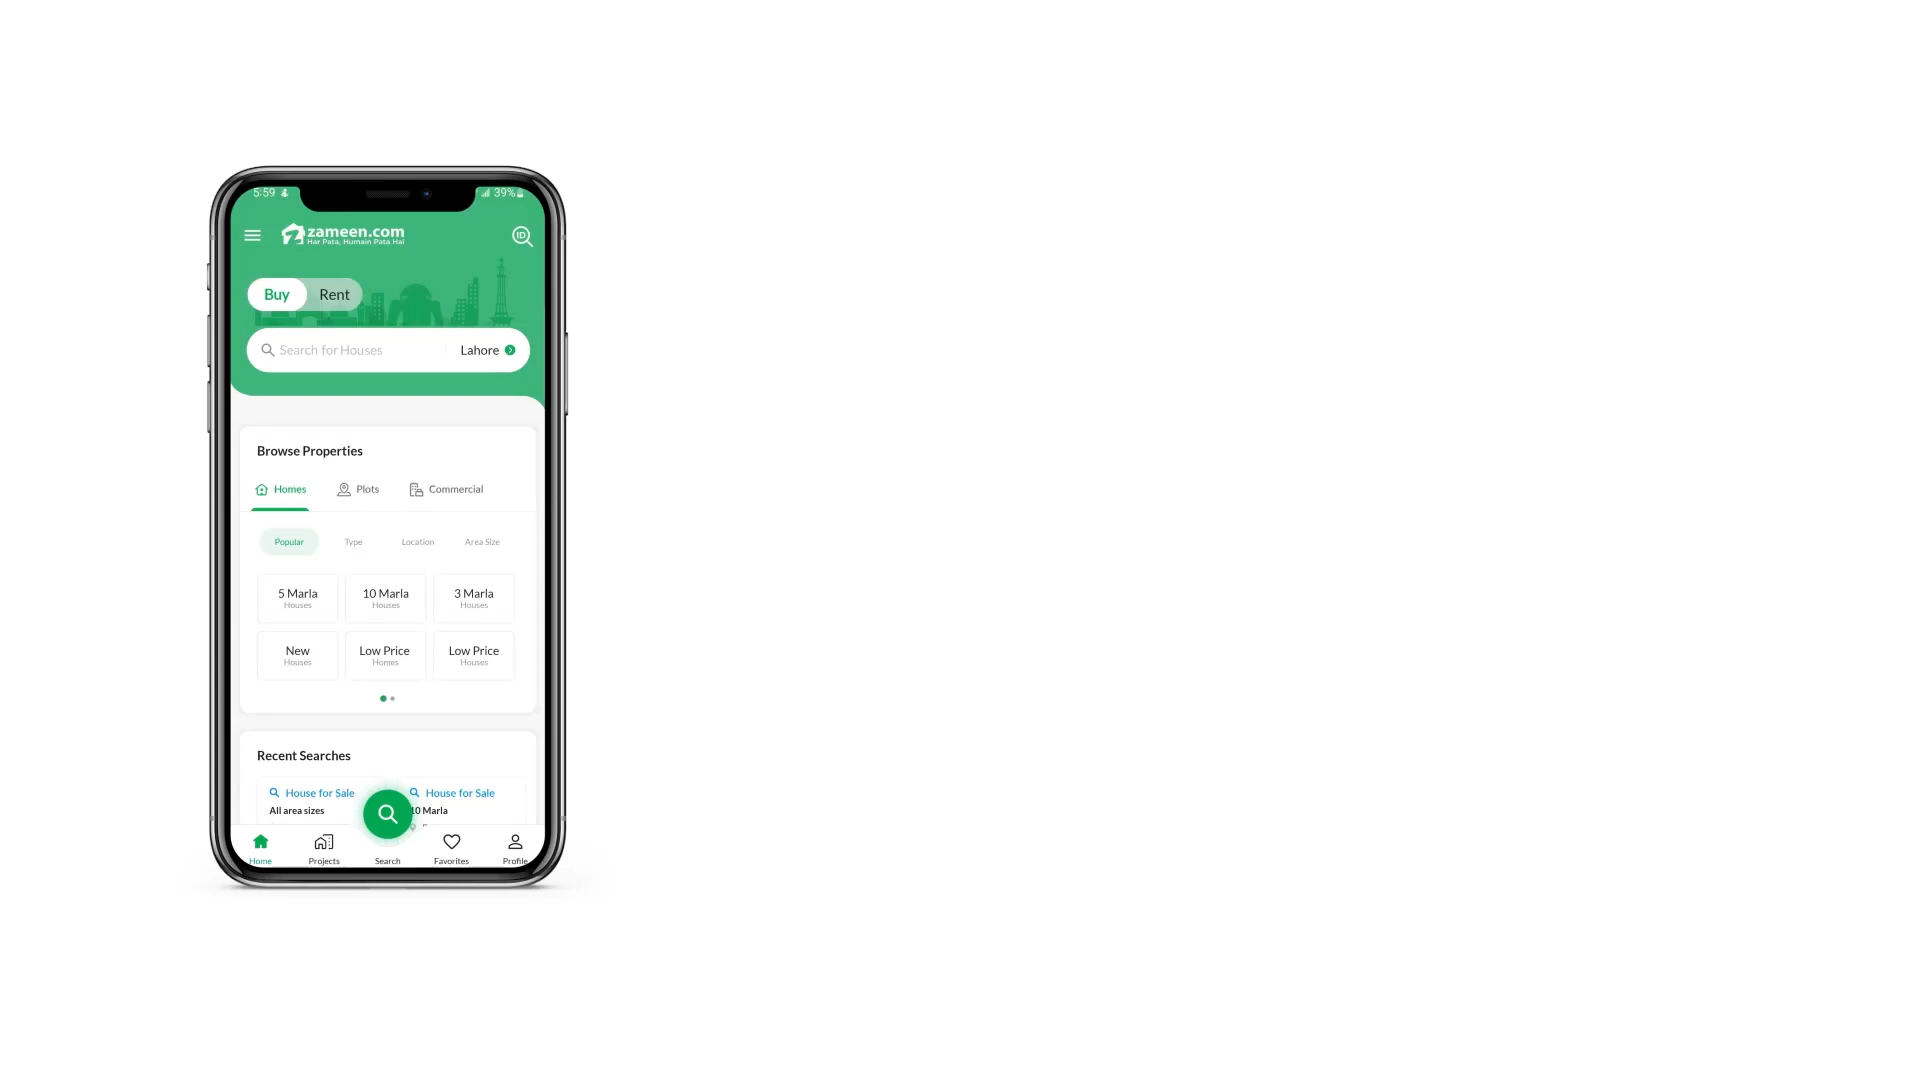 5:59
39%
zameen.com
Har Pata, Humain Pata Hai
ID
Buy Rent
Search for Houses Lahore
Browse Properties
Homes Plots Commercial
Popular Type Location Area Size
5 Marla 10 Marla 3 Marla
Houses Houses Houses
New Low Price Low Price
Houses Homes Houses
Recent Searches
House for Sale House for Sale
All area sizes 10 Marla
Home Projects Search Favorites Profile